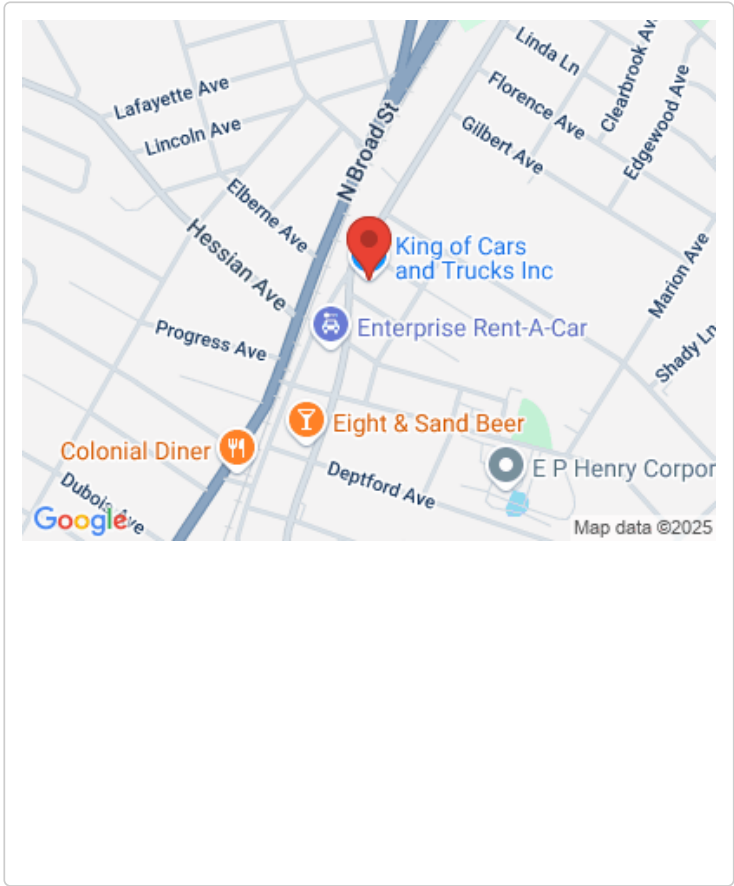 Linda Ln
Clearbrook Av
Lafayette Ave
Florence Ave
Edgewood Ave
Lincoln Ave
N Broad St
Gilbert Ave
Elberne Ave
Hessian Ave
King of Cars
and Trucks Inc
Marion Ave
Progress Ave
Enterprise Rent-A-Car
Shady Ln
Eight & Sand Beer
Colonial Diner
Deptford Ave
E P Henry Corpor
Dubois Ave
Google
Map data ©2025